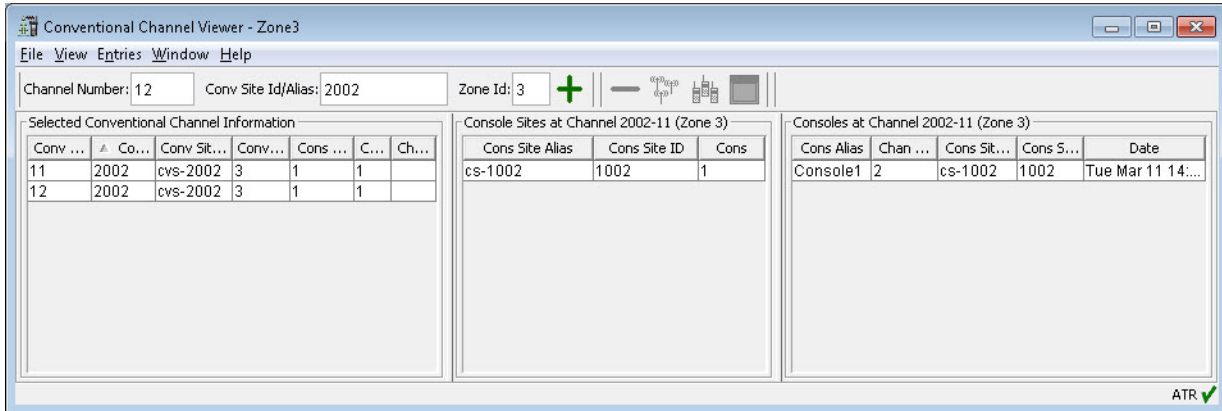 Conventional Channel Viewer - Zone3
File View Entries Window Help
Channel Number: 12 Conv Site Id/Alias: 2002 Zone Id: 3
Selected Conventional Channel Information
Conv ... Co... Conv Sit... Conv... Cons ... C... Ch...
11 2002 cvs-2002 3 1 1
12 2002 cvs-2002 3 1 1
Console Sites at Channel 2002-11 (Zone 3)
Cons Site Alias Cons Site ID Cons
cs-1002 1002 1
Consoles at Channel 2002-11 (Zone 3)
Cons Alias Chan ... Cons Sit... Cons S... Date
Console1 2 cs-1002 1002 Tue Mar 11 14:...
ATR